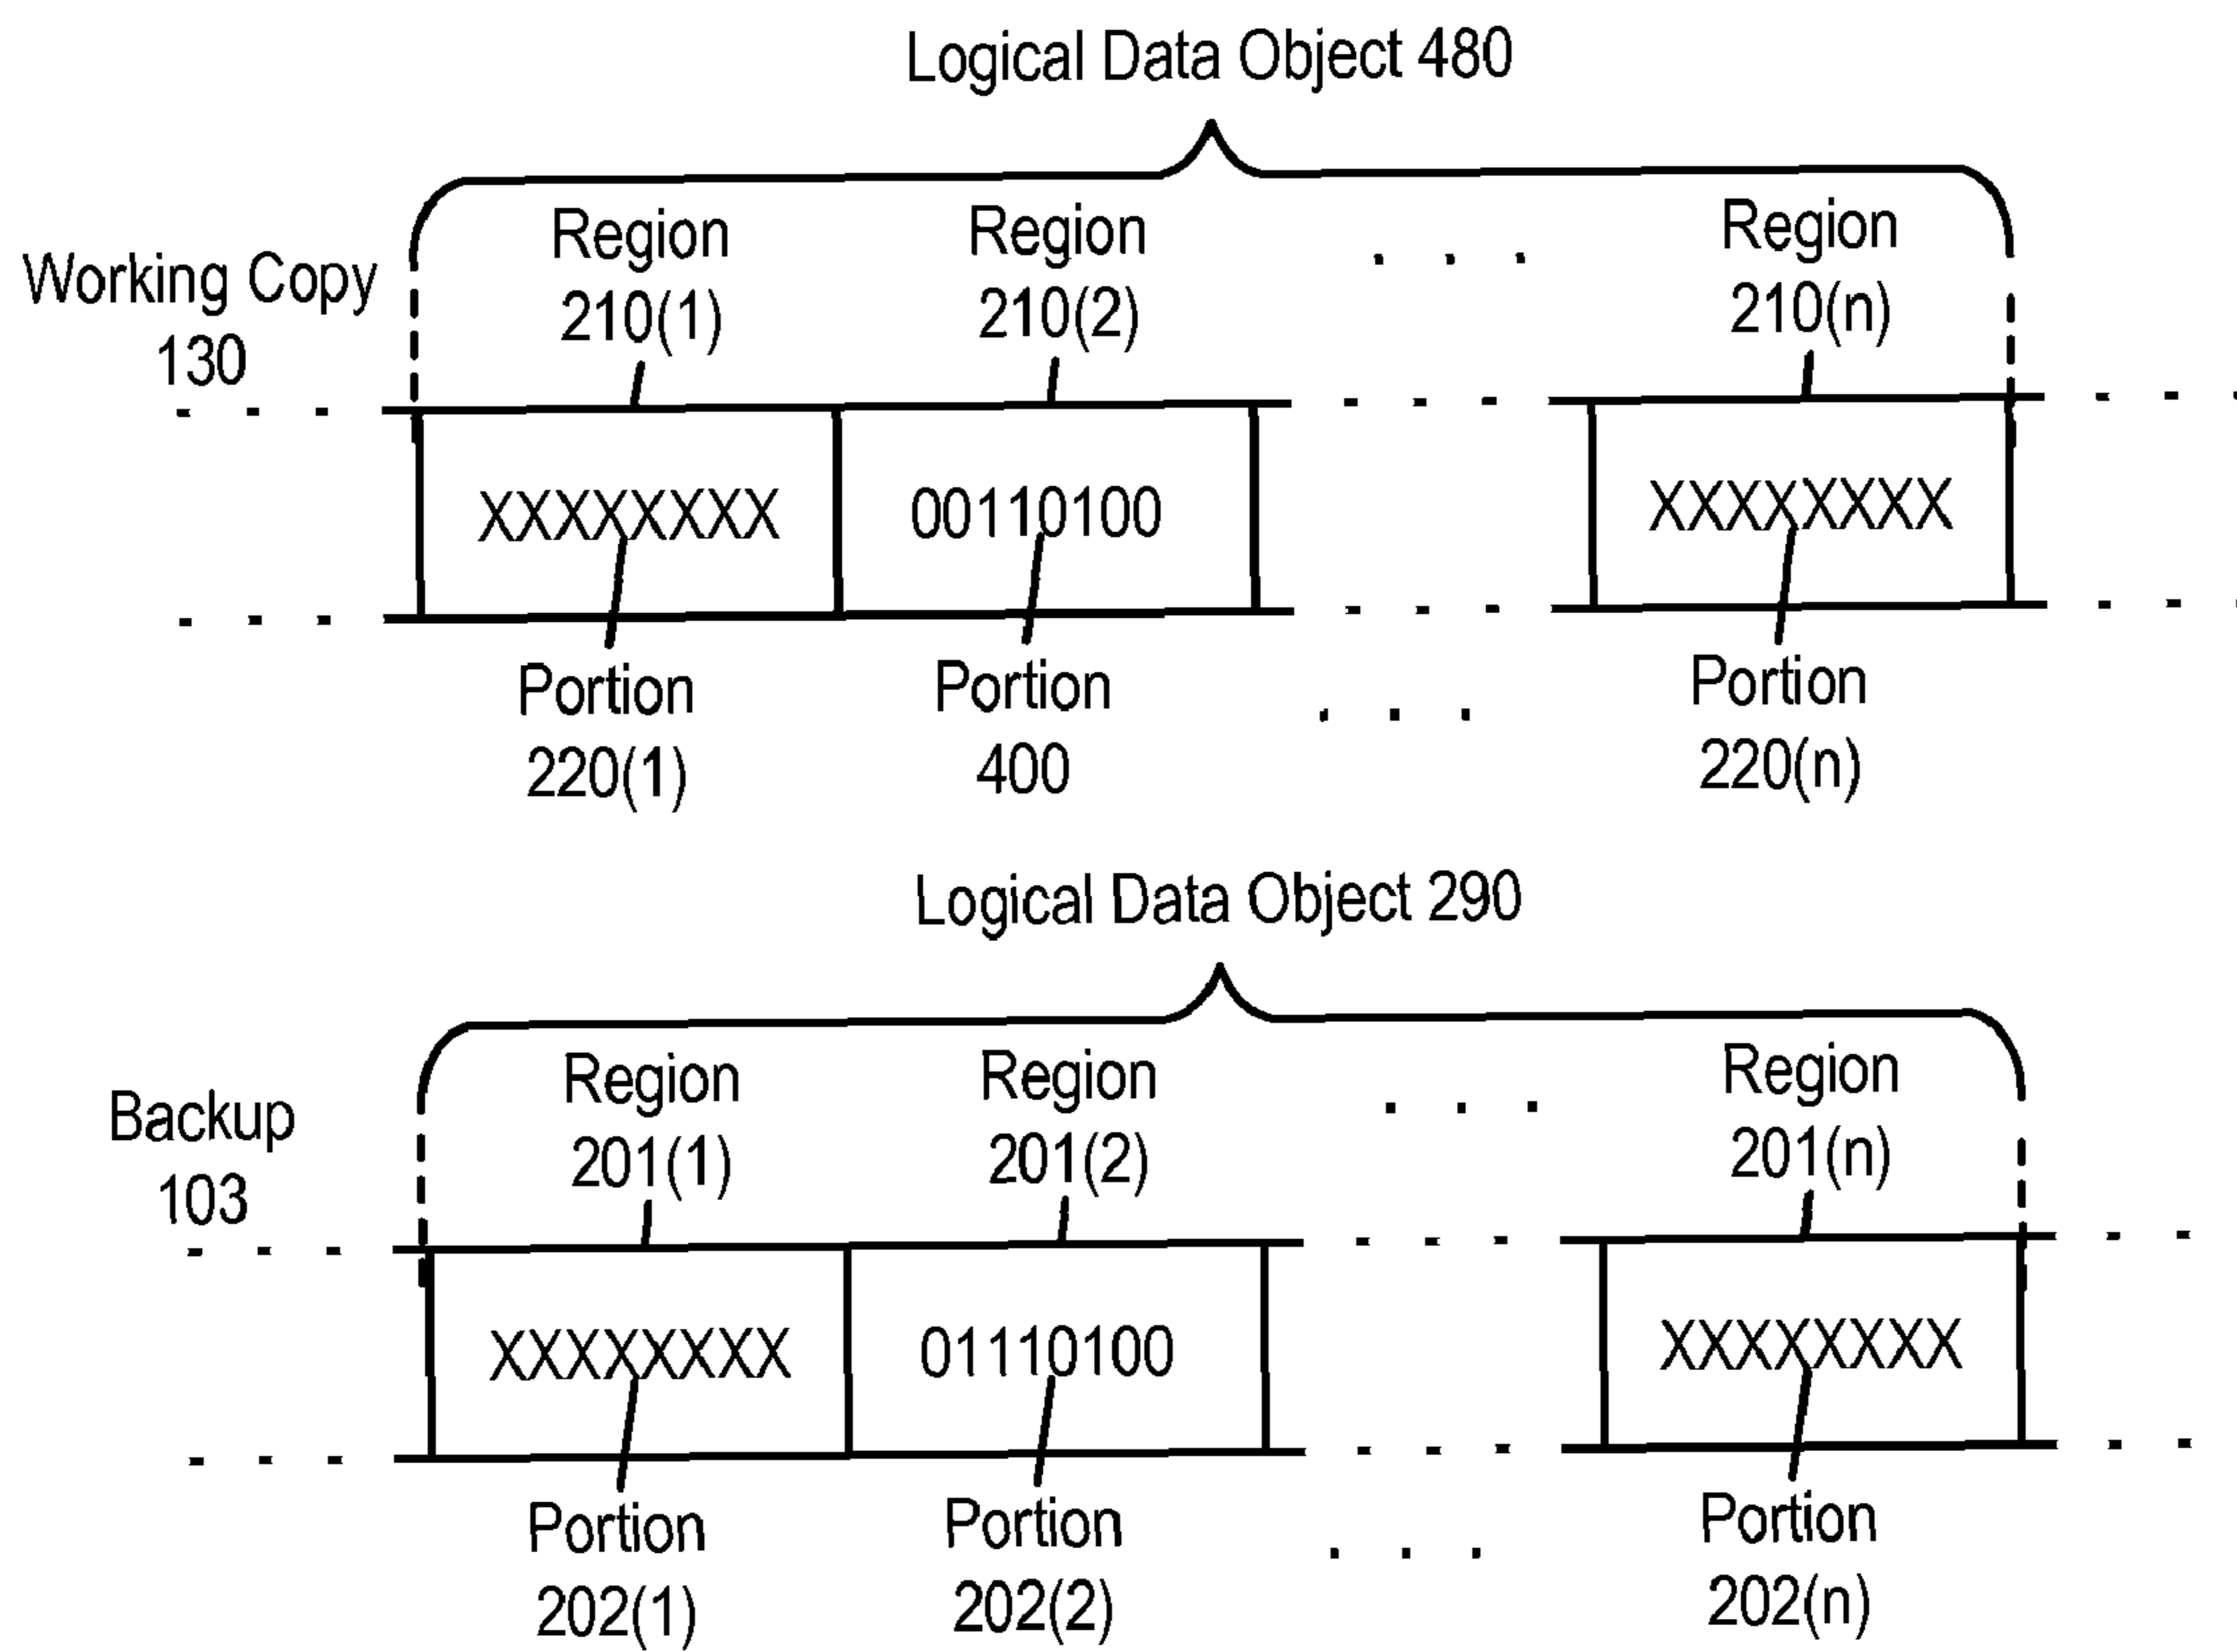 Logical Data Object 480
Working Copy
130
Region
210(1)
Region
210(2)
. . .
Region
210(n)
XXXXXXXX
00110100
XXXXXXXX
Portion
220(1)
Portion
400
. . .
Portion
220(n)
Logical Data Object 290
Backup
103
Region
201(1)
Region
201(2)
. . .
Region
201(n)
XXXXXXXX
01110100
XXXXXXXX
Portion
202(1)
Portion
202(2)
. . .
Portion
202(n)